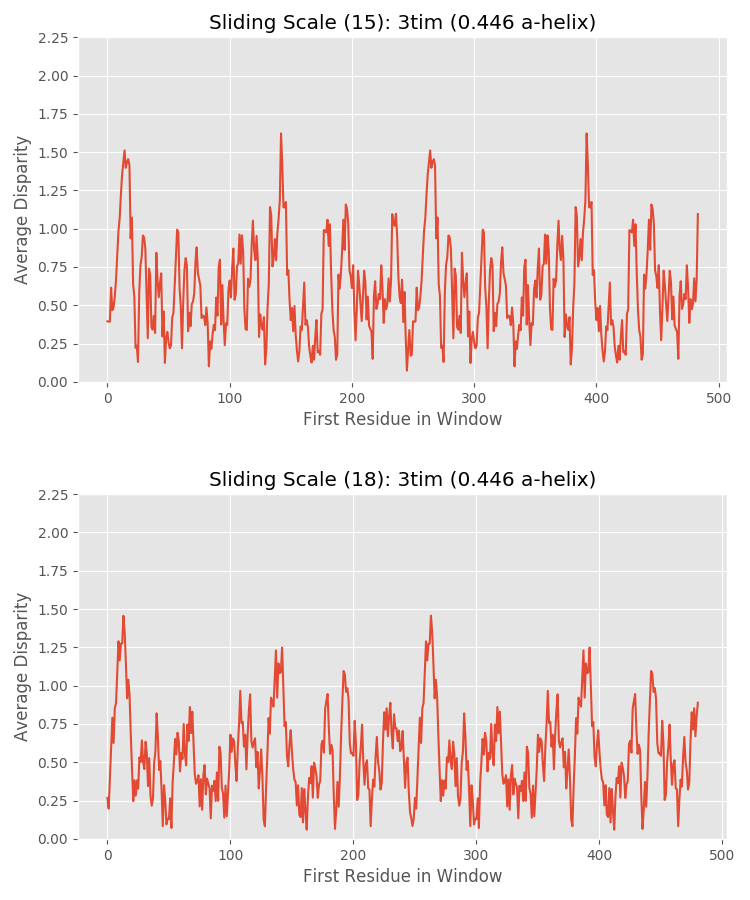 Sliding Scale (15): 3tim (0.446 a-helix)
2.25
2.00
1.75
1.50
1.25
1.00
0.75
0.50
0.25
0.00
Average Disparity
0 100 200 300 400 500
First Residue in Window
Sliding Scale (18): 3tim (0.446 a-helix)
2.25
2.00
1.75
1.50
1.25
1.00
0.75
0.50
0.25
0.00
Average Disparity
0 100 200 300 400 500
First Residue in Window